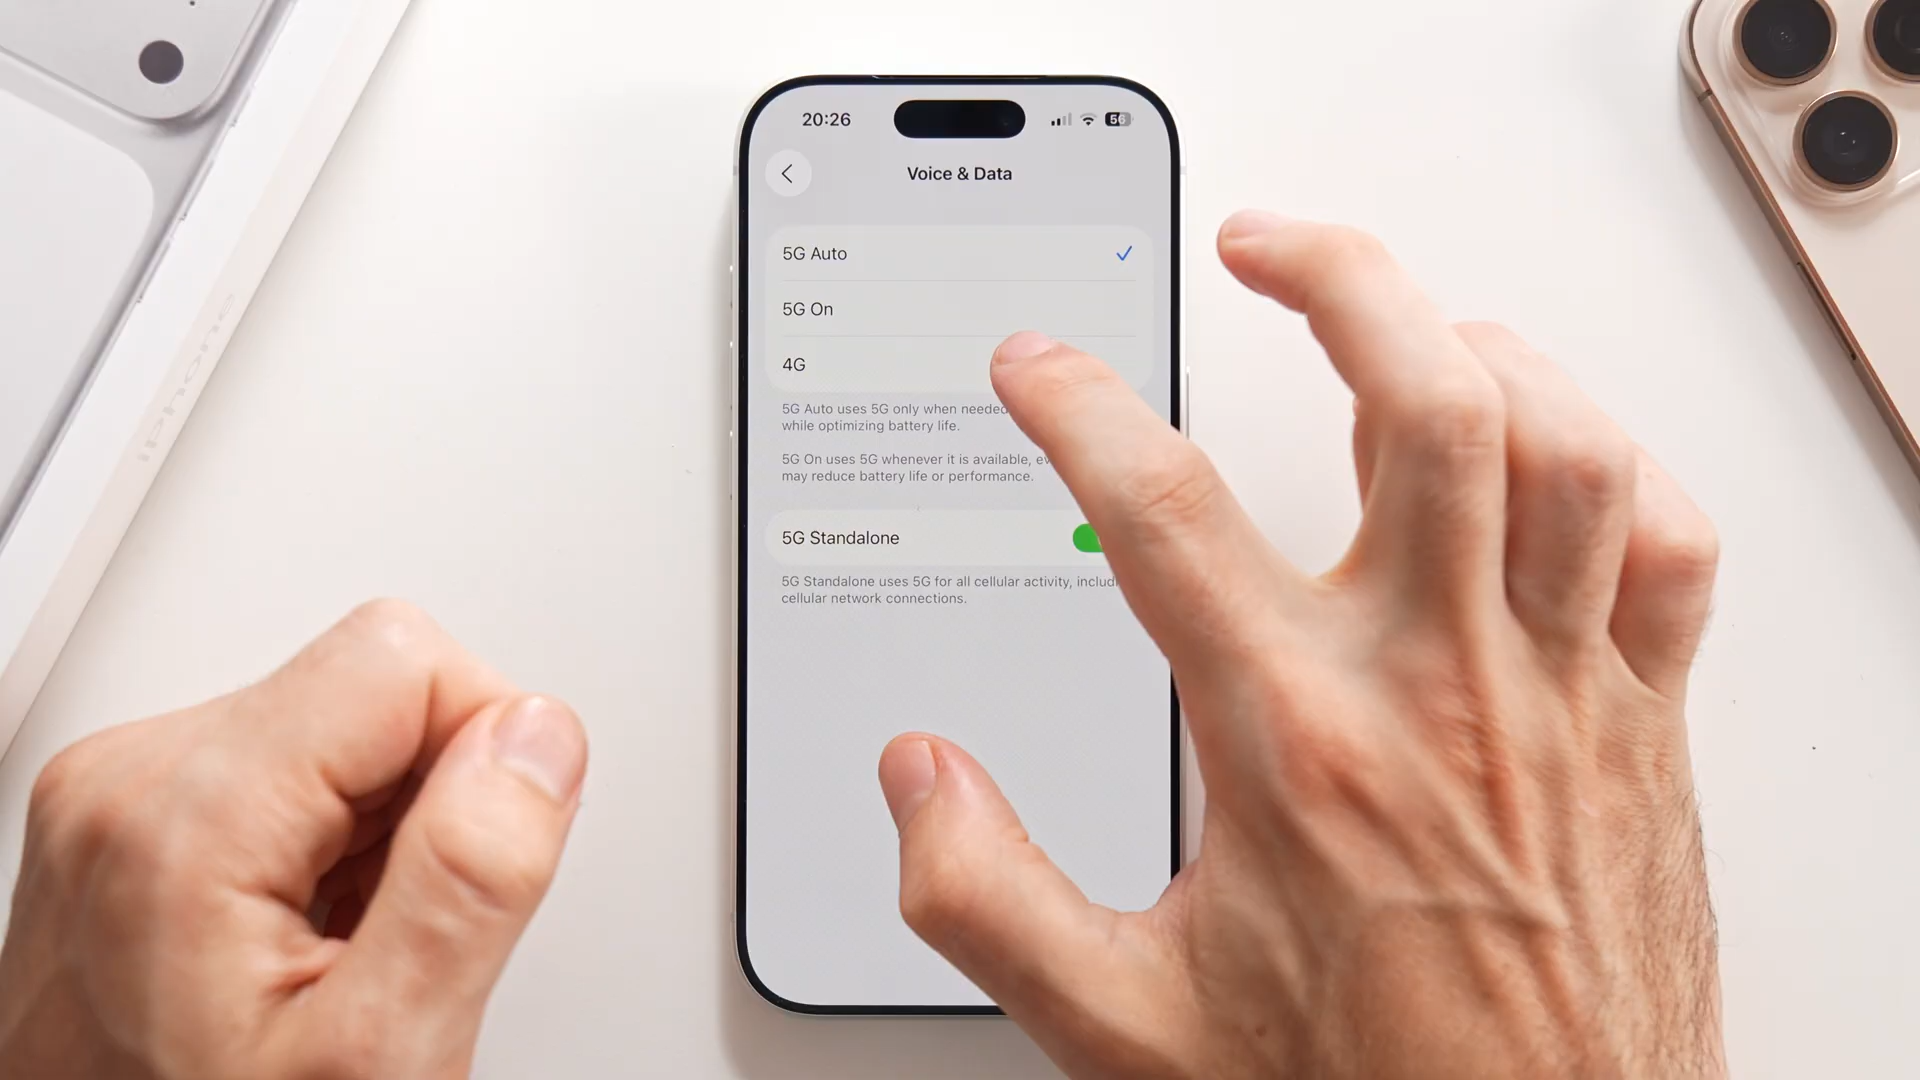 20:26
56
Voice & Data
5G Auto
5G On
4G
5G Auto uses 5G only when needed
while optimizing battery life.
5G On uses 5G whenever it is available,
may reduce battery life or performance.
5G Standalone
5G Standalone uses 5G for all cellular activity,
cellular network connections.
iPhone